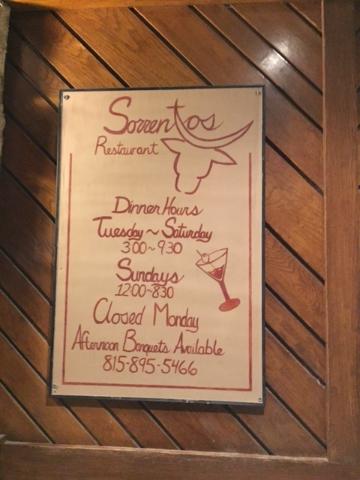 Sorrentos
Restaurant
Dinner Hours
Tuesday ~ Saturday
3:00 ~ 9:30
Sundays
12:00 ~ 8:30
Closed Monday
Afternoon Banquets Available
815-895-5466